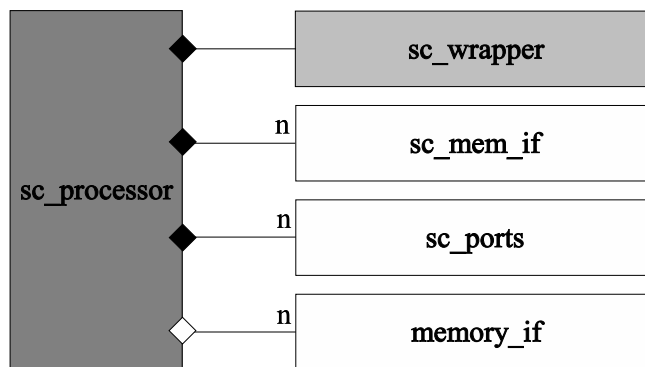 sc_wrapper
n
sc_mem_if
sc_processor
n
sc_ports
n
memory_if